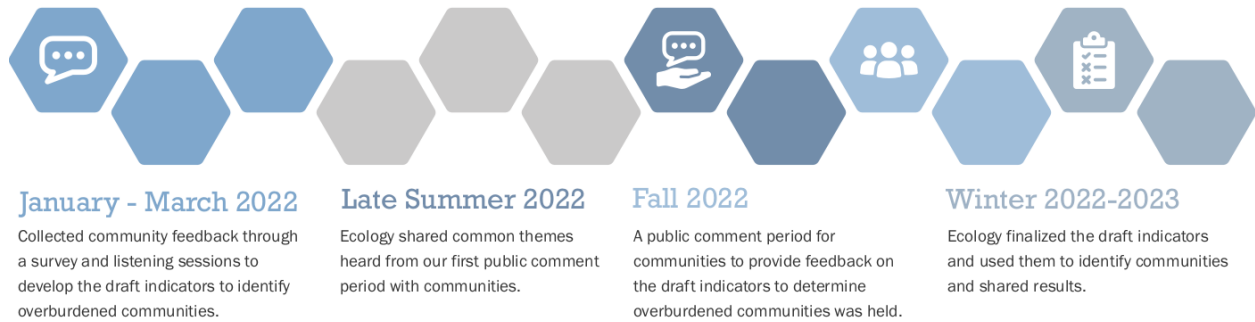 January - March 2022
Collected community feedback through
a survey and listening sessions to
develop the draft indicators to identify
overburdened communities.
Late Summer 2022
Ecology shared common themes
heard from our first public comment
period with communities.
Fall 2022
A public comment period for
communities to provide feedback on
the draft indicators to determine
overburdened communities was held.
Winter 2022-2023
Ecology finalized the draft indicators
and used them to identify communities
and shared results.